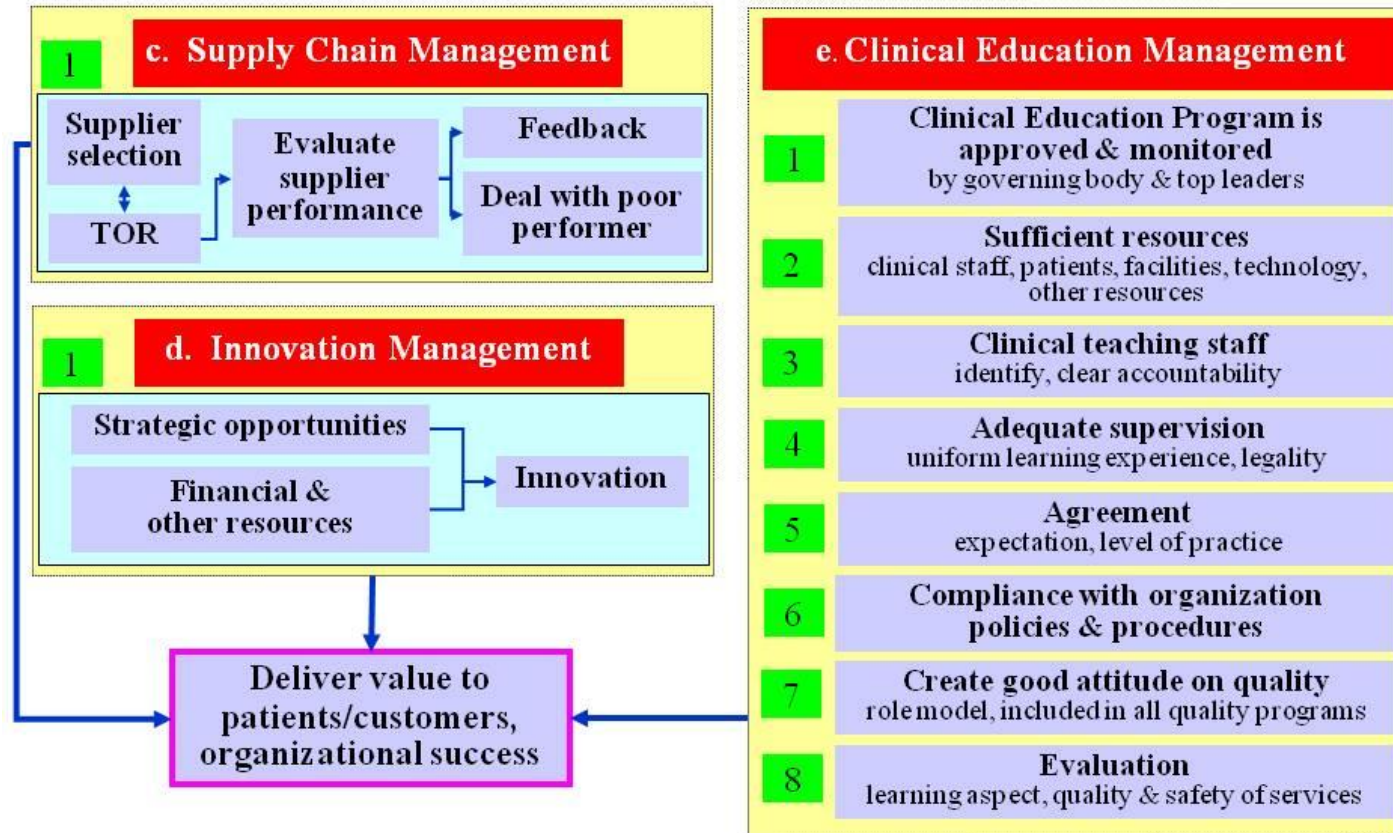 1
c. Supply Chain Management
Supplier
selection
TOR
Evaluate
supplier
performance
Feedback
Deal with poor
performer
1
d. Innovation Management
Strategic opportunities
Financial &
other resources
Innovation
Deliver value to
patients/customers,
organizational success
e. Clinical Education Management
1
Clinical Education Program is
approved & monitored
by governing body & top leaders
2
Sufficient resources
clinical staff, patients, facilities, technology,
other resources
3
Clinical teaching staff
identify, clear accountability
4
Adequate supervision
uniform learning experience, legality
5
Agreement
expectation, level of practice
6
Compliance with organization
policies & procedures
7
Create good attitude on quality
role model, included in all quality programs
8
Evaluation
learning aspect, quality & safety of services